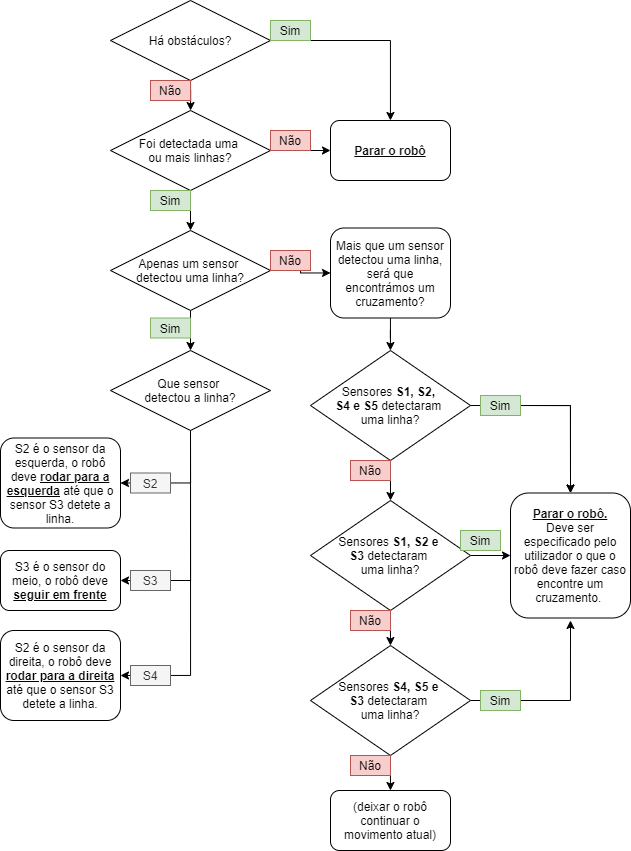 Há obstáculos?
Sim
Não
Foi detectada uma
ou mais linhas?
Não
Parar o robô
Sim
Apenas um sensor
detectou uma linha?
Não
Mais que um sensor
detectou uma linha,
será que
encontrámos um
cruzamento?
Sim
Que sensor
detectou a linha?
S2
S2 é o sensor da
esquerda, o robô
deve rodar para a
esquerda até que o
sensor S3 detete a
linha.
S3
S3 é o sensor do
meio, o robô deve
seguir em frente
S4
S2 é o sensor da
direita, o robô deve
rodar para a direita
até que o sensor S3
detete a linha.
Sensores S1, S2,
S4 e S5 detectaram
uma linha?
Sim
Não
Sensores S1, S2 e
S3 detectaram
uma linha?
Sim
Parar o robô.
Deve ser
especificado pelo
utilizador o que o
robô deve fazer caso
encontre um
cruzamento.
Não
Sensores S4, S5 e
S3 detectaram
uma linha?
Sim
Não
(deixar o robô
continuar o
movimento atual)